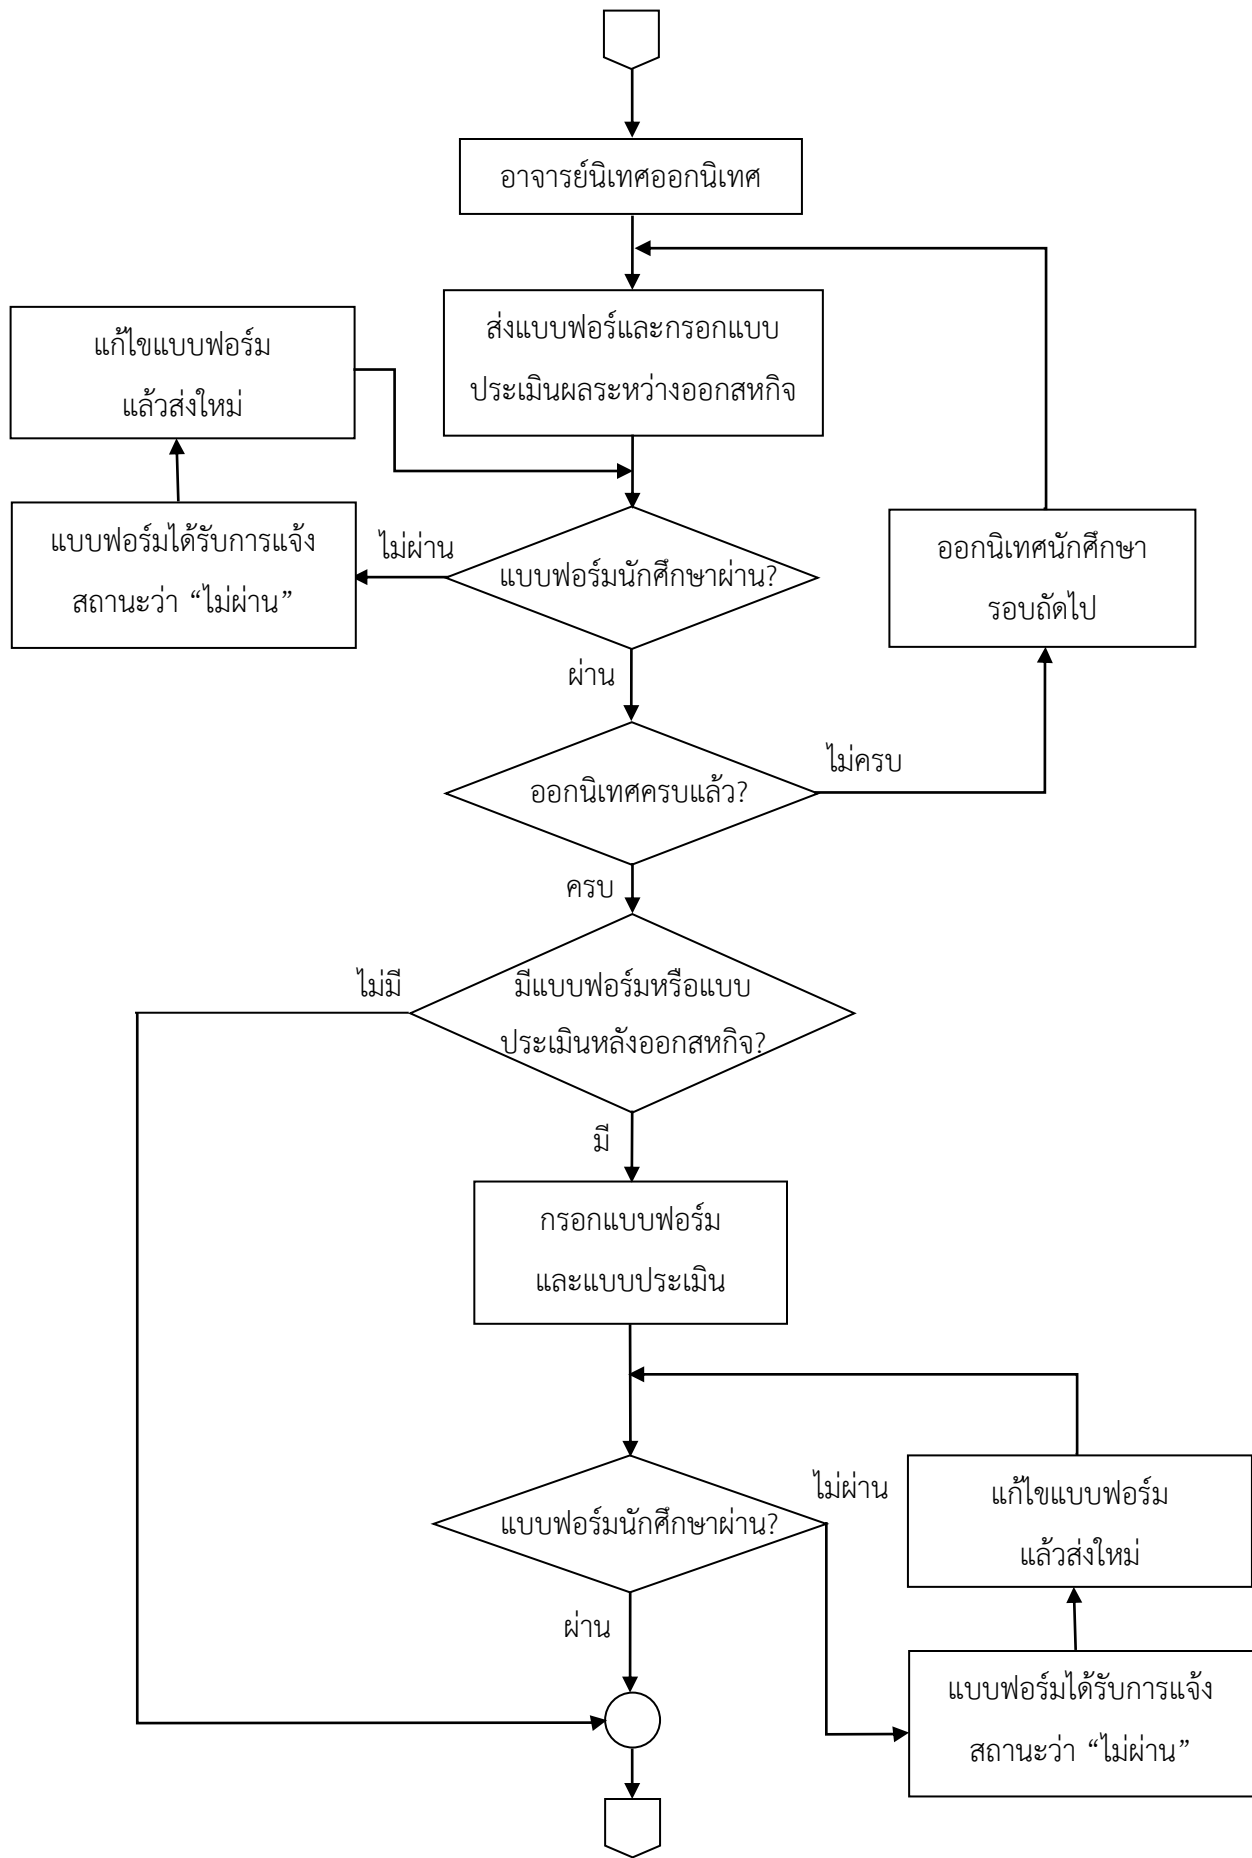 อาจารย์นิเทศออกนิเทศ
ส่งแบบฟอร์และกรอกแบบ
ประเมินผลระหว่างออกสหกิจ
แก้ไขแบบฟอร์ม
แล้วส่งใหม่
แบบฟอร์มได้รับการแจ้ง
สถานะว่า “ไม่ผ่าน”
ไม่ผ่าน
แบบฟอร์มนักศึกษาผ่าน?
ออกนิเทศนักศึกษา
รอบถัดไป
ผ่าน
ออกนิเทศครบแล้ว?
ไม่ครบ
ครบ
ไม่มี
มีแบบฟอร์มหรือแบบ
ประเมินหลังออกสหกิจ?
มี
กรอกแบบฟอร์ม
และแบบประเมิน
แบบฟอร์มนักศึกษาผ่าน?
ไม่ผ่าน
แก้ไขแบบฟอร์ม
แล้วส่งใหม่
ผ่าน
แบบฟอร์มได้รับการแจ้ง
สถานะว่า “ไม่ผ่าน”